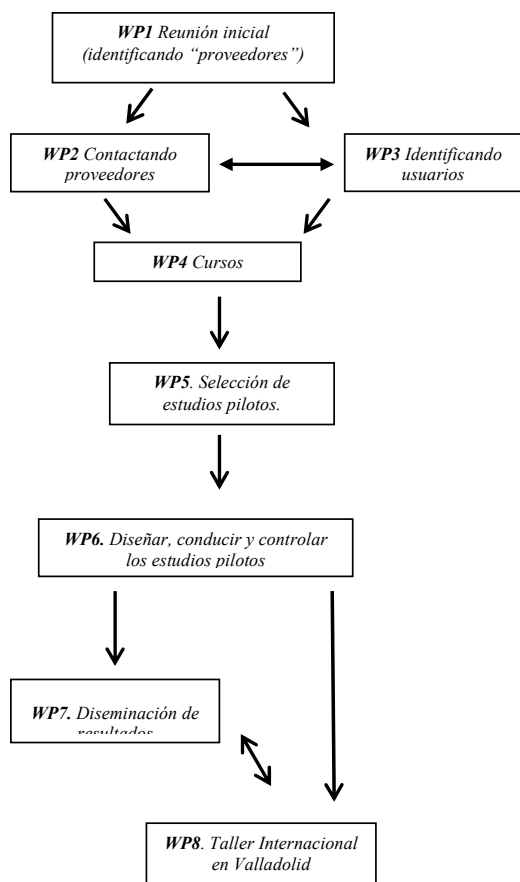 WP1 Reunión inicial
(identificando “proveedores”)
WP2 Contactando
proveedores
WP3 Identificando
usuarios
WP4 Cursos
WP5. Selección de
estudios pilotos.
WP6. Diseñar, conducir y controlar
los estudios pilotos
WP7. Diseminación de
resultados
WP8. Taller Internacional
en Valladolid